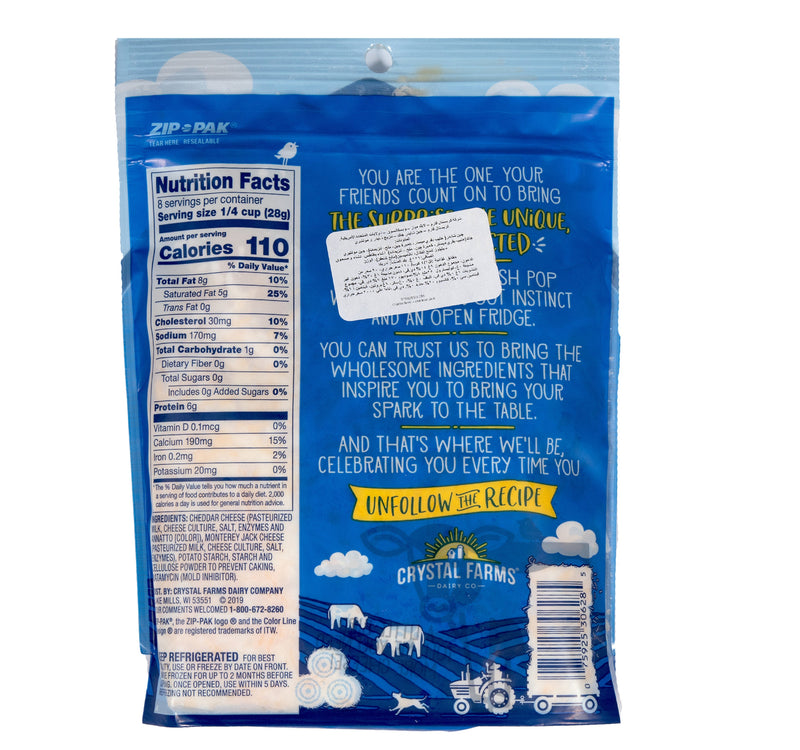 ZIP-PAK®
TEAR HERE RESEALABLE
Nutrition Facts
8 servings per container
Serving size 1/4 cup (28g)
Amount per serving
Calories 110
% Daily Value*
Total Fat 8g 10%
Saturated Fat 5g 25%
Trans Fat 0g
Cholesterol 30mg 10%
Sodium 170mg 7%
Total Carbohydrate 1g 0%
Dietary Fiber 0g 0%
Total Sugars 0g
Includes 0g Added Sugars 0%
Protein 6g
Vitamin D 0.1mcg 0%
Calcium 190mg 15%
Iron 0.2mg 2%
Potassium 20mg 0%
*The % Daily Value tells you how much a nutrient in
a serving of food contributes to a daily diet. 2,000
calories a day is used for general nutrition advice.
INGREDIENTS: CHEDDAR CHEESE (PASTEURIZED
MILK, CHEESE CULTURE, SALT, ENZYMES AND
ANNATTO [COLOR]), MONTEREY JACK CHEESE
PASTEURIZED MILK, CHEESE CULTURE, SALT,
ENZYMES), POTATO STARCH, STARCH AND
CELLULOSE POWDER TO PREVENT CAKING,
NATAMYCIN (MOLD INHIBITOR).
DIST. BY: CRYSTAL FARMS DAIRY COMPANY
LAKE MILLS, WI 53551 © 2019
YOUR COMMENTS WELCOMED 1-800-672-8260
ZIP-PAK®, the ZIP-PAK logo ® and the Color Line
logo ® are registered trademarks of ITW.
KEEP REFRIGERATED FOR BEST
QUALITY, USE OR FREEZE BY DATE ON FRONT.
FROZEN FOR UP TO 2 MONTHS BEFORE
ONCE OPENED, USE WITHIN 5 DAYS.
REFREEZING NOT RECOMMENDED.
YOU ARE THE ONE YOUR
FRIENDS COUNT ON TO BRING
THE UNIQUE,
POP
INSTINCT
AND AN OPEN FRIDGE.
YOU CAN TRUST US TO BRING THE
WHOLESOME INGREDIENTS THAT
INSPIRE YOU TO BRING YOUR
SPARK TO THE TABLE.
AND THAT'S WHERE WE'LL BE,
CELEBRATING YOU EVERY TIME YOU
UNFOLLOW THE RECIPE
CRYSTAL FARMS®
DAIRY CO
0 75925 30628 5